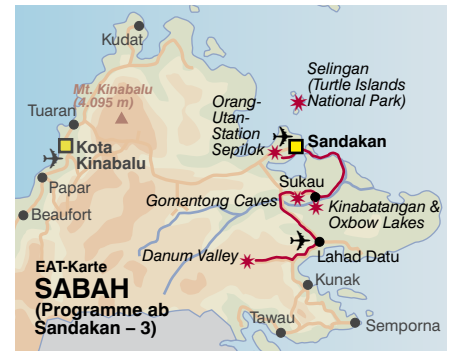 Kudat
Selingan
(Turtle Islands
National Park)
Mt. Kinabalu
(4.095 m)
Orang-
Utan-
Station
Sepilok
Tuaran
Sandakan
Kota
Kinabalu
Sukau
Papar
Gomantong Caves
Kinabatangan &
Oxbow Lakes
Beaufort
Danum Valley
Lahad Datu
EAT-Karte
SABAH
(Programme ab
Sandakan – 3)
Kunak
Tawau
Semporna